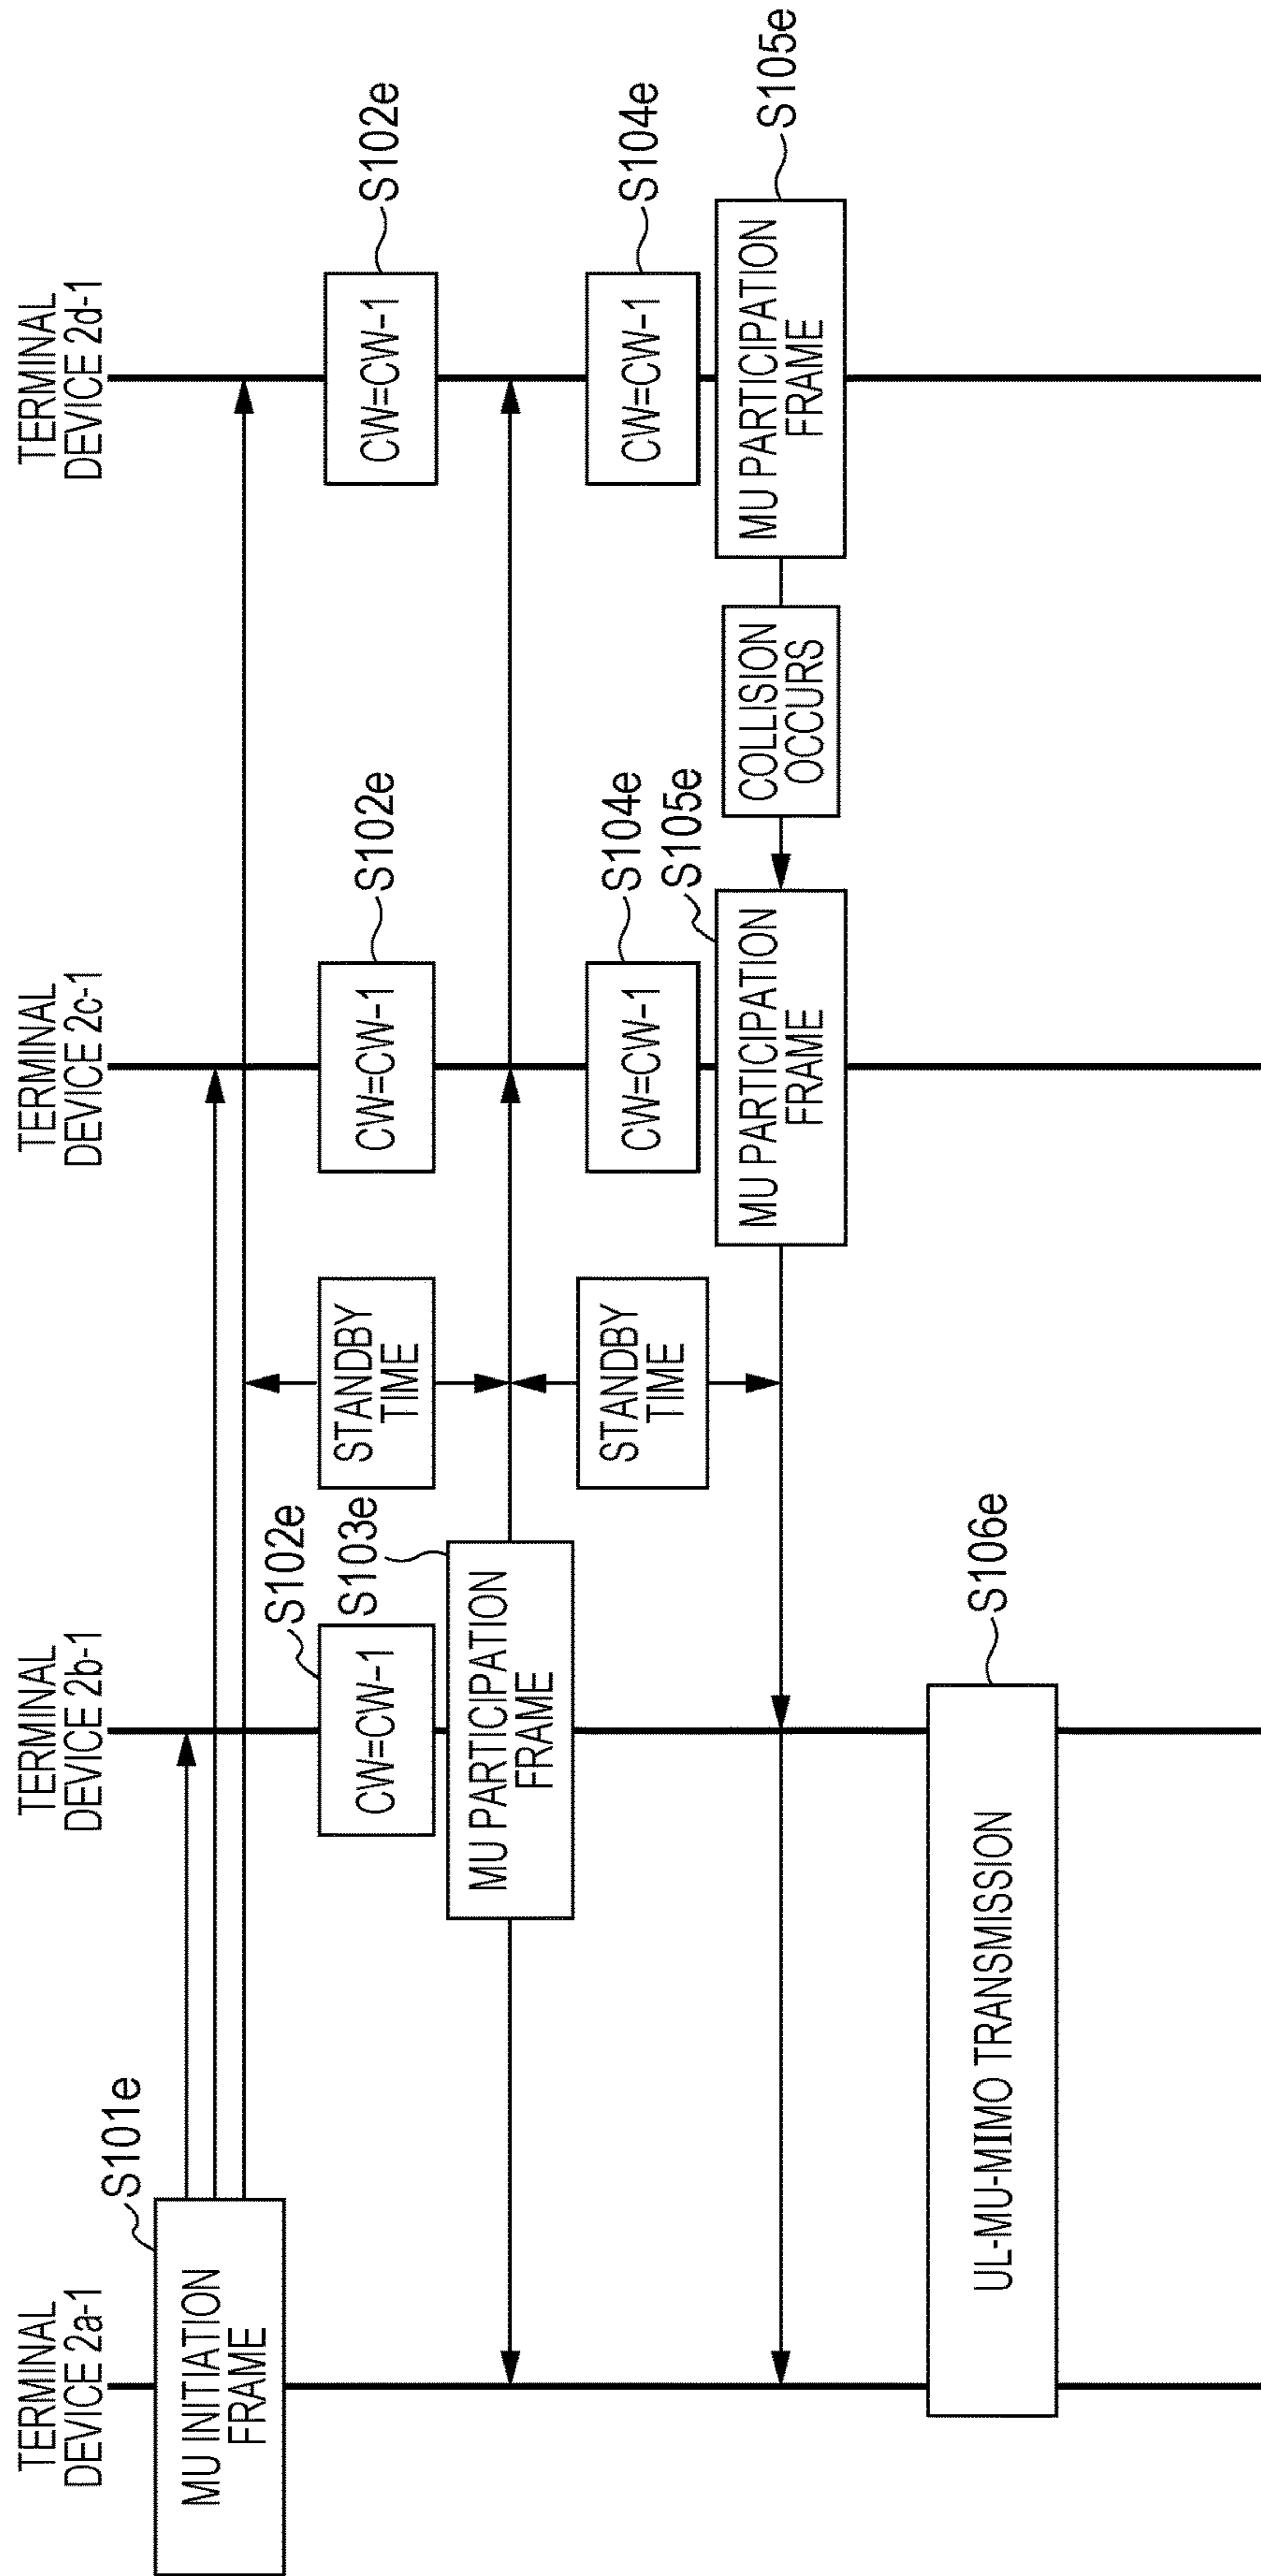 TERMINAL
DEVICE 2a-1
TERMINAL
DEVICE 2b-1
TERMINAL
DEVICE 2c-1
TERMINAL
DEVICE 2d-1
MU INITIATION
FRAME
S101e
CW=CW-1
S102e
STANDBY
TIME
CW=CW-1
S102e
CW=CW-1
S102e
MU PARTICIPATION
FRAME
S103e
STANDBY
TIME
CW=CW-1
S104e
CW=CW-1
S104e
MU PARTICIPATION
FRAME
S105e
COLLISION
OCCURS
MU PARTICIPATION
FRAME
S105e
UL-MU-MIMO TRANSMISSION
S106e